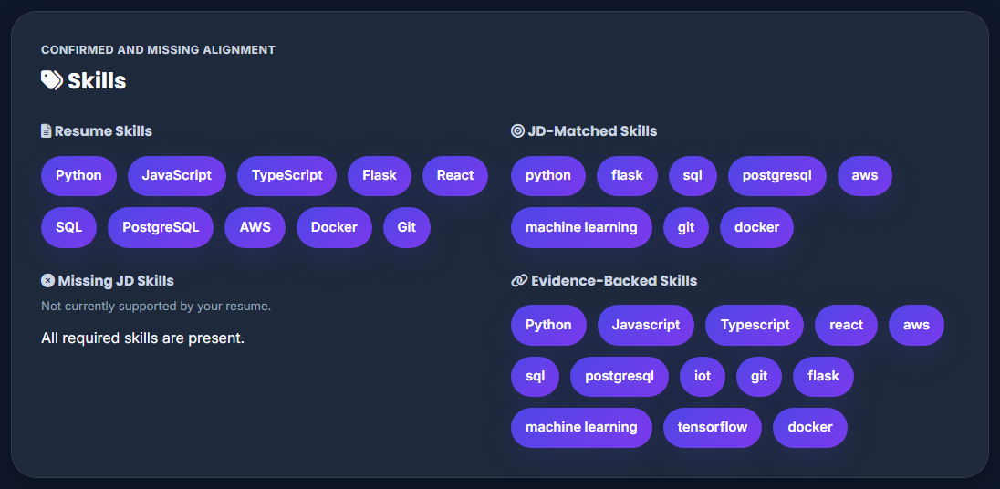 CONFIRMED AND MISSING ALIGNMENT
Skills
Resume Skills
Python JavaScript TypeScript Flask React
SQL PostgreSQL AWS Docker Git
JD-Matched Skills
python flask sql postgresql aws
machine learning git docker
Missing JD Skills
Not currently supported by your resume.
All required skills are present.
Evidence-Backed Skills
Python Javascript Typescript react aws
sql postgresql iot git flask
machine learning tensorflow docker